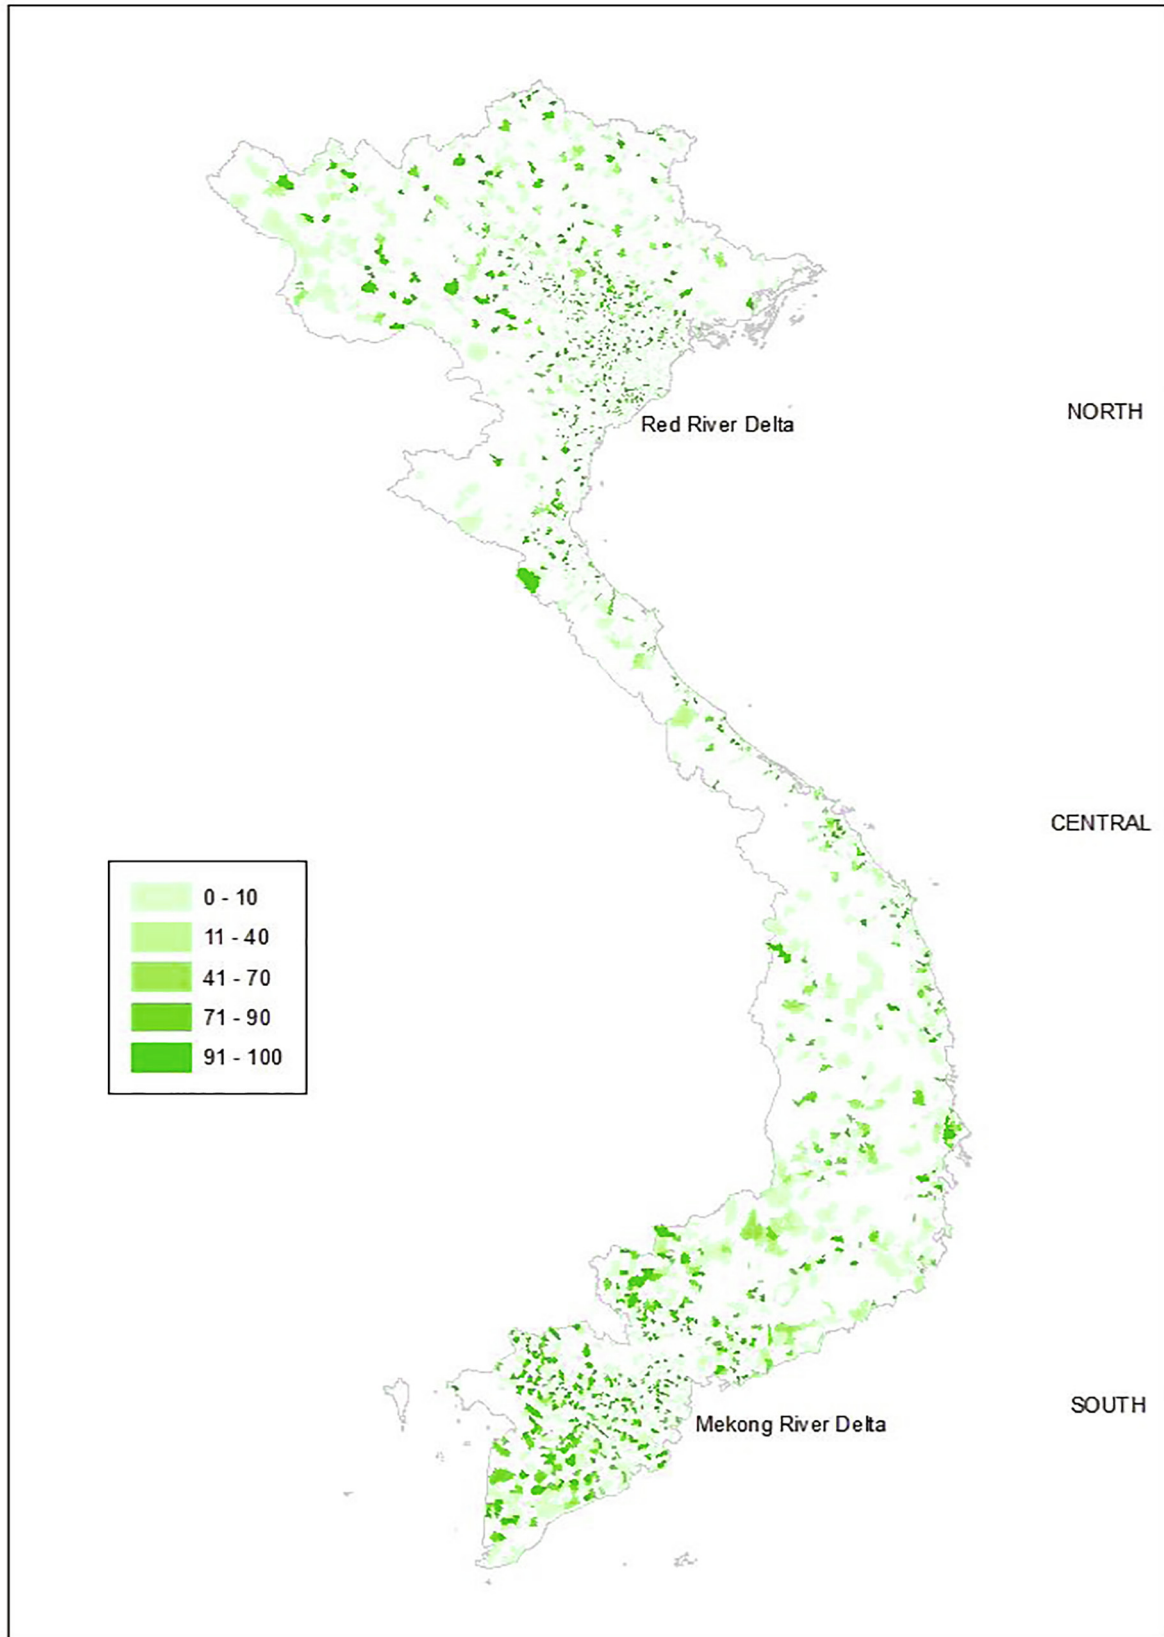 NORTH
Red River Delta
CENTRAL
0 - 10
11 - 40
41 - 70
71 - 90
91 - 100
SOUTH
Mekong River Delta